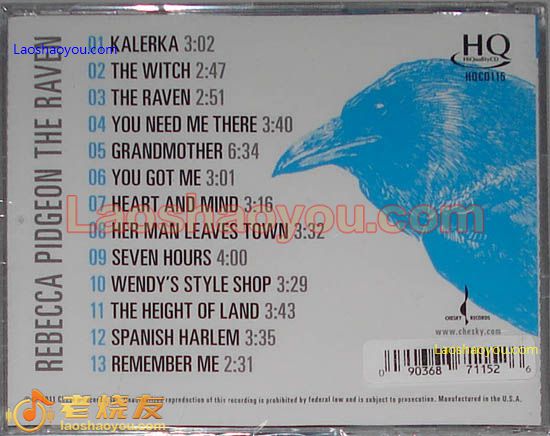 Laoshaoyou.com
01 KALERKA 3:02
02 THE WITCH 2:47
03 THE RAVEN 2:51
04 YOU NEED ME THERE 3:40
05 GRANDMOTHER 6:34
06 YOU GOT ME 3:01
07 HEART AND MIND 3:16
08 HER MAN LEAVES TOWN 3:32
09 SEVEN HOURS 4:00
10 WENDY'S STYLE SHOP 3:29
11 THE HEIGHT OF LAND 3:43
12 SPANISH HARLEM 3:35
13 REMEMBER ME 2:31
REBECCA PIDGEON THE RAVEN
HQ
HiQualityCD
HQCD116
Laoshaoyou.com
CHESKY RECORDS
www.chesky.com
Laoshaoyou.com
0 90368 71152 6
reproduction of this recording is prohibited by federal law and is subject to prosecution. Manufactured in the U.S.A.
老烧友
laoshaoyou.com